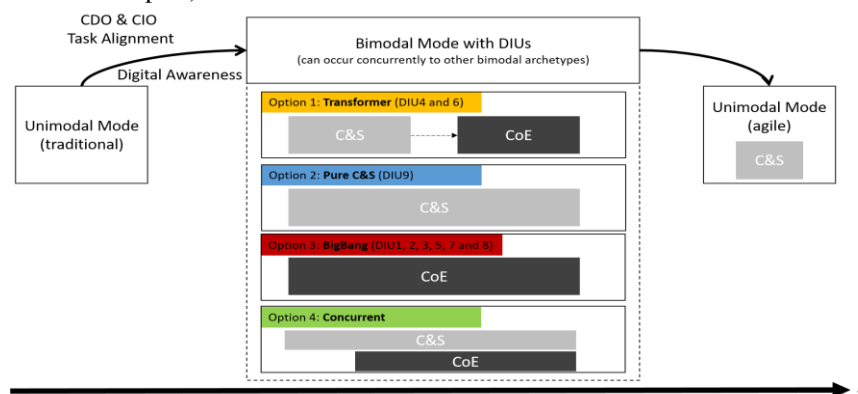 CDO & CIO
Task Alignment
Digital Awareness
Unimodal Mode
(traditional)
Bimodal Mode with DIUs
(can occur concurrently to other bimodal archetypes)
Option 1: Transformer (DIU4 and 6)
C&S
CoE
Option 2: Pure C&S (DIU9)
C&S
Option 3: BigBang (DIU1, 2, 3, 5, 7 and 8)
CoE
Option 4: Concurrent
C&S
CoE
Unimodal Mode
(agile)
C&S